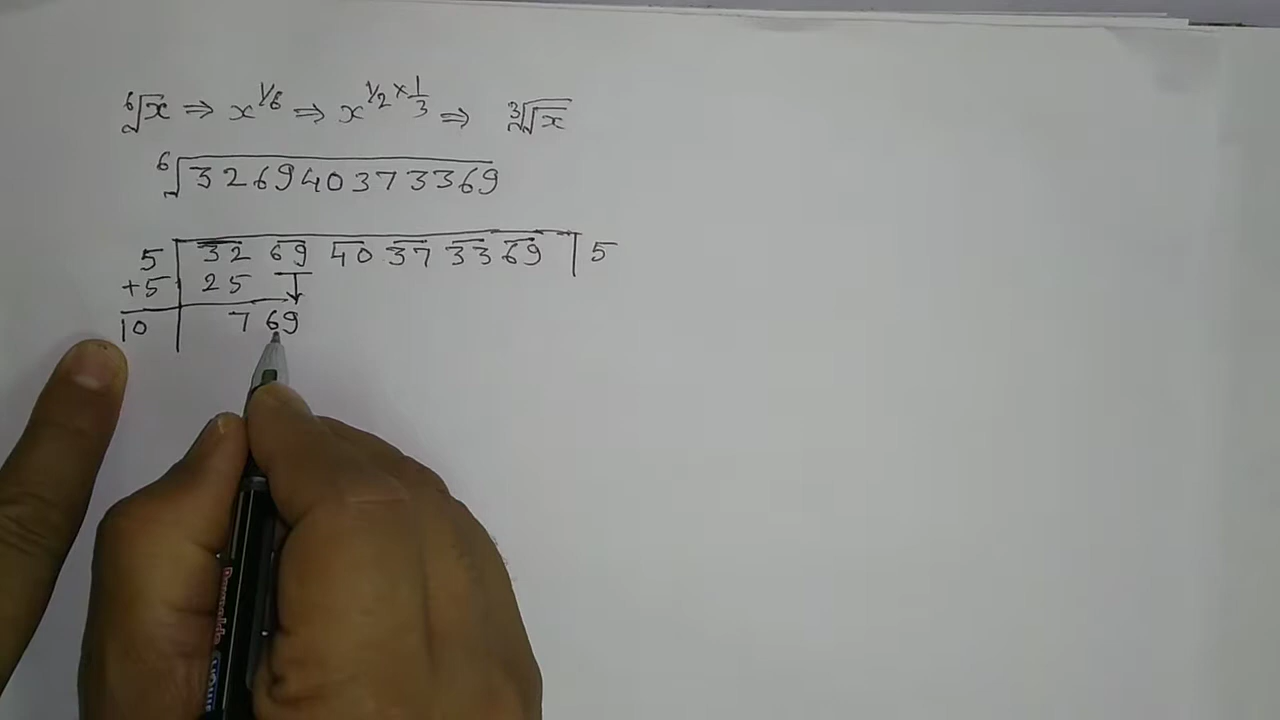 ⁶√x ⇒ x^1/6 ⇒ x^1/2 × 1/3 ⇒ ³√√x
⁶√326940373369
5 | 32 69 40 37 33 69 | 5
+5 | 25 ↓
10 | 7 69